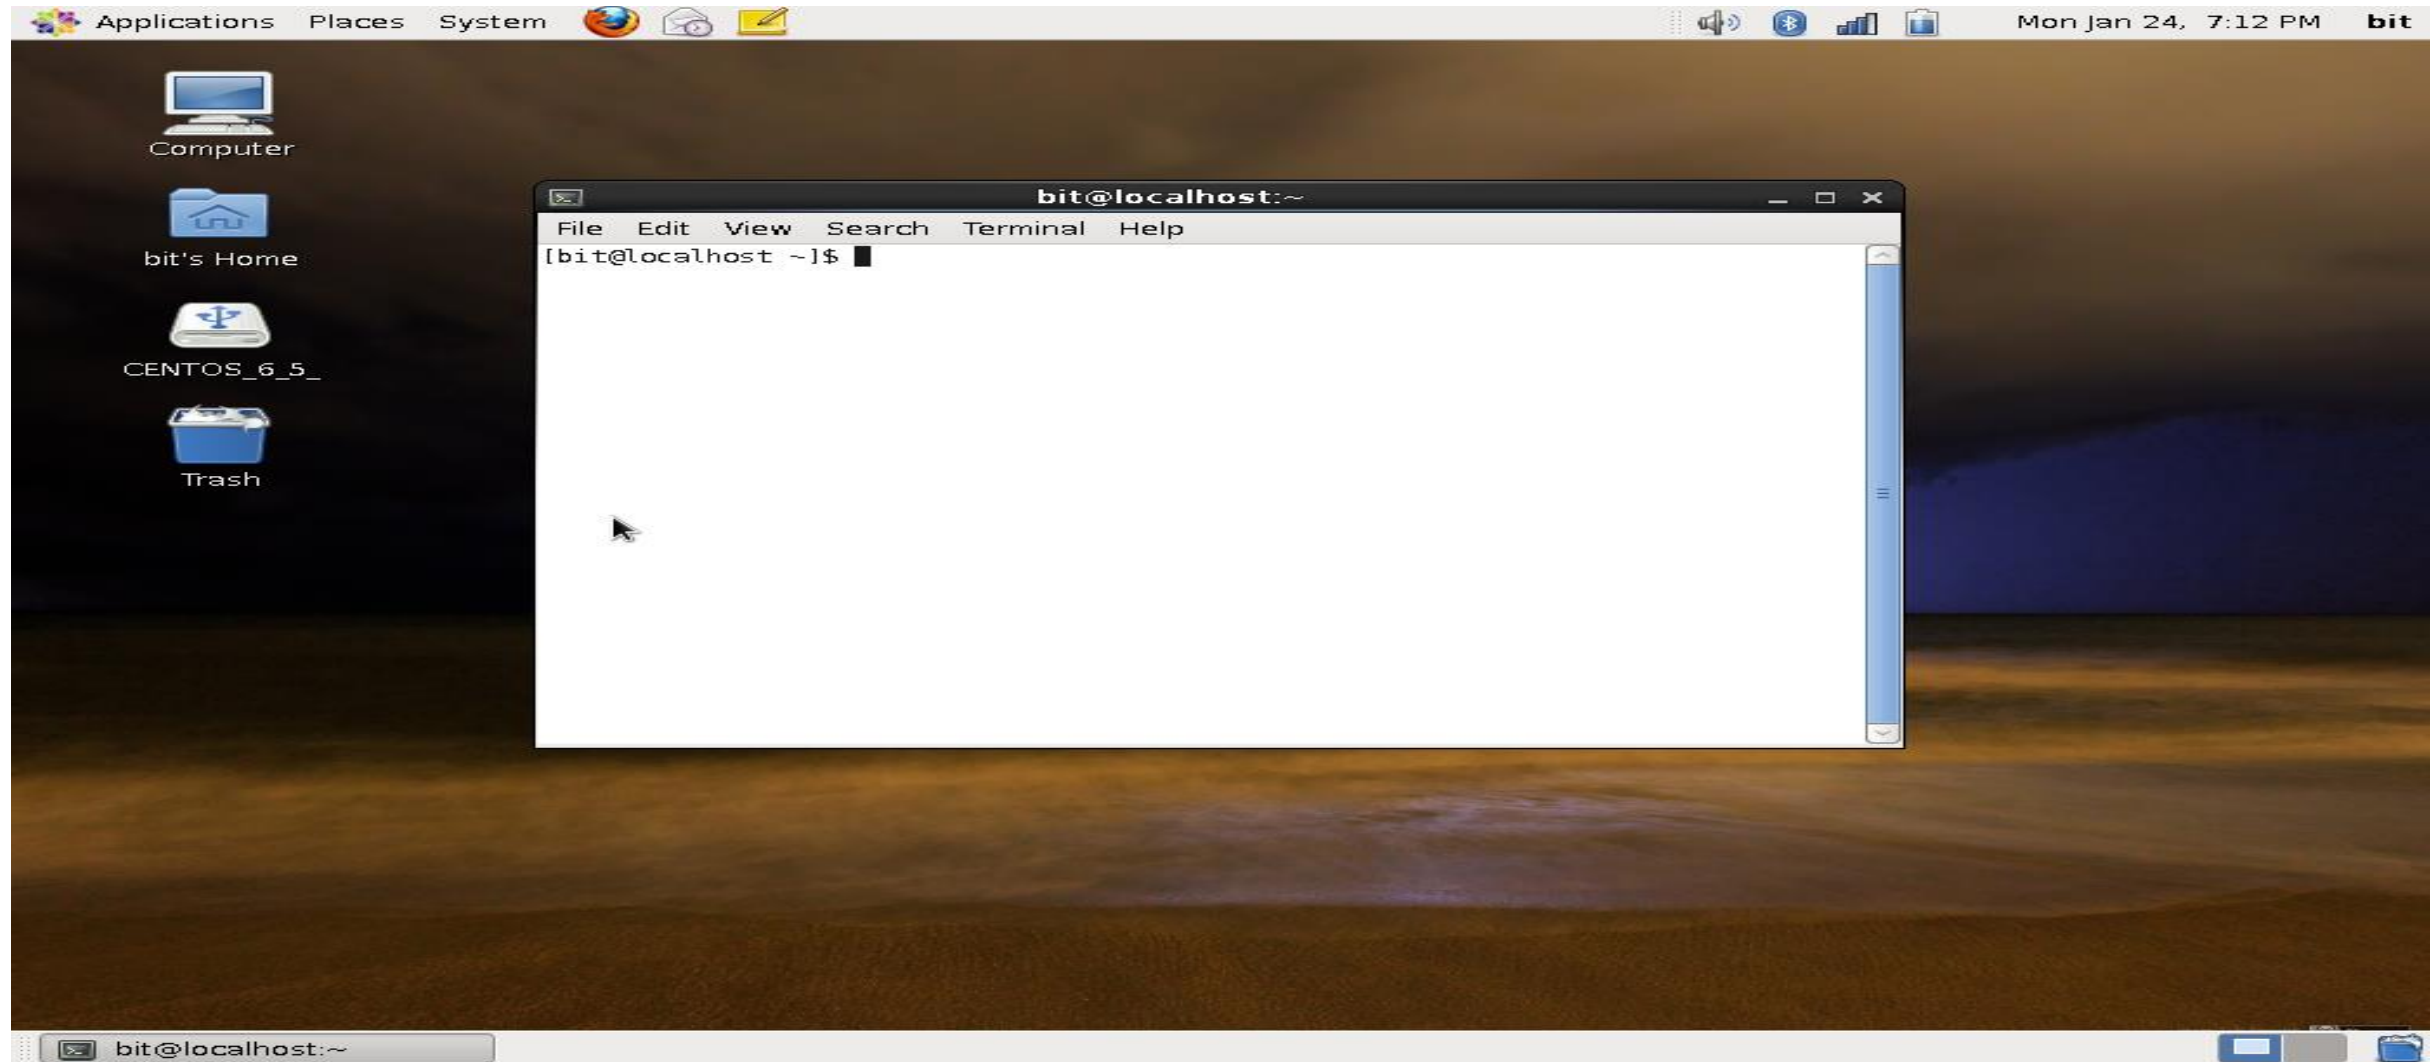 Applications Places System Mon Jan 24, 7:12 PM bit
Computer
bit's Home
CENTOS_6_5_
Trash
bit@localhost:~
File Edit View Search Terminal Help
[bit@localhost ~]$
bit@localhost:~